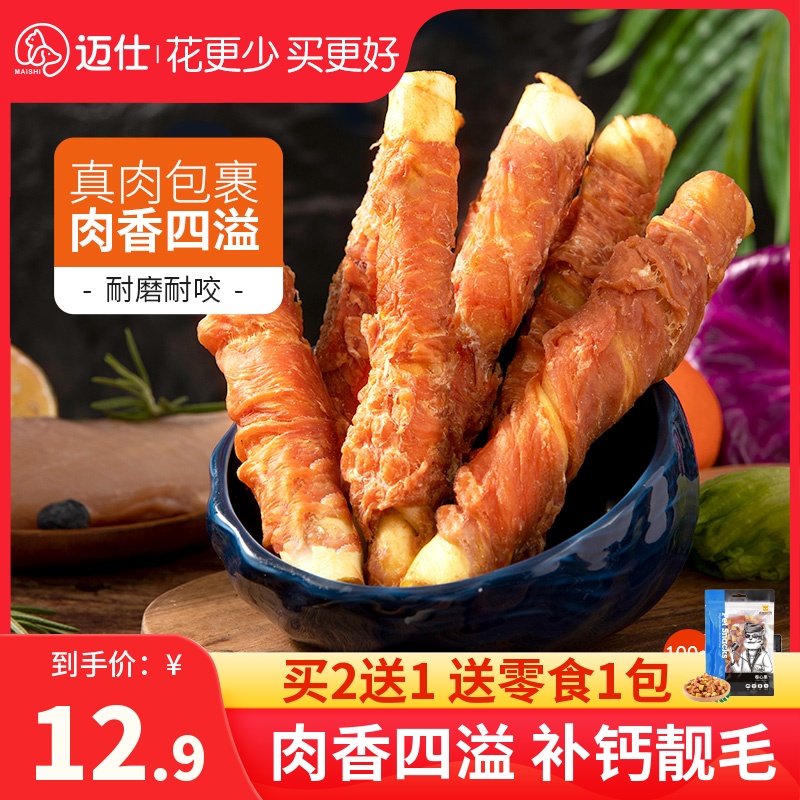 迈仕 花更少 买更好
MAISHI
真肉包裹
肉香四溢
- 耐磨耐咬 -
100
Pet Snacks
到手价：¥
12.9
买2送1 送零食1包
肉香四溢 补钙靓毛